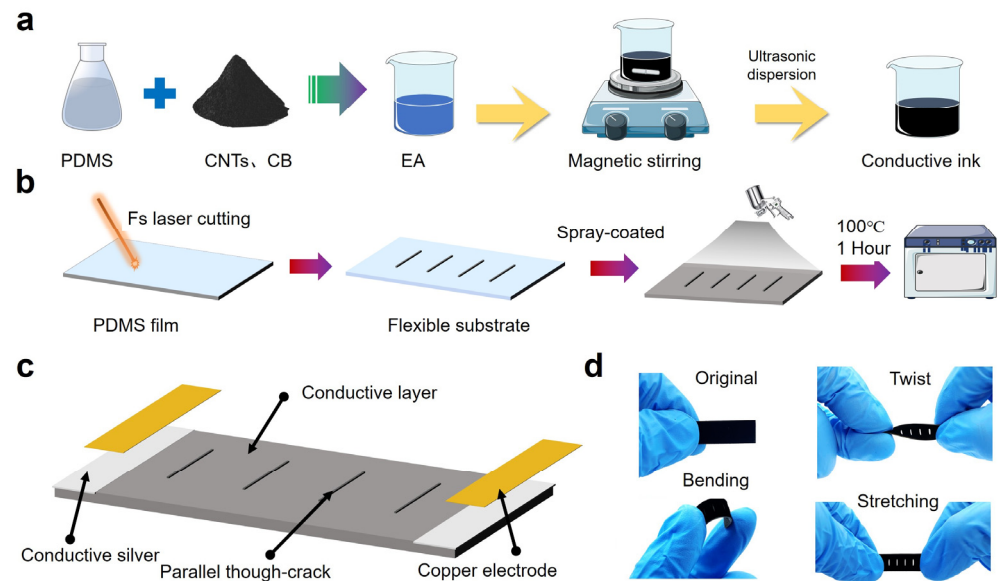 a
Ultrasonic
dispersion
PDMS
CNTs、CB
EA
Magnetic stirring
Conductive ink
b
Fs laser cutting
Spray-coated
100℃
1 Hour
PDMS film
Flexible substrate
c
Conductive layer
Conductive silver
Parallel though-crack
Copper electrode
d
Original
Twist
Bending
Stretching